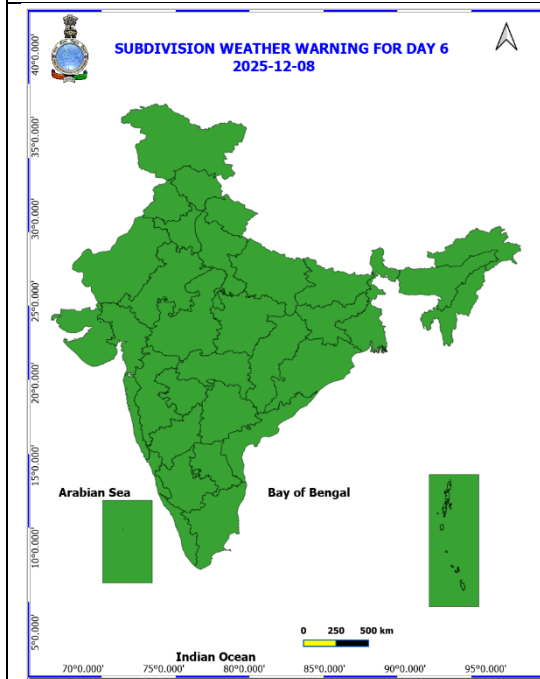 SUBDIVISION WEATHER WARNING FOR DAY 6
2025-12-08
40°0.000'
35°0.000'
30°0.000'
25°0.000'
20°0.000'
15°0.000'
10°0.000'
5°0.000'
Arabian Sea
Bay of Bengal
0 250 500 km
Indian Ocean
70°0.000' 75°0.000' 80°0.000' 85°0.000' 90°0.000' 95°0.000'